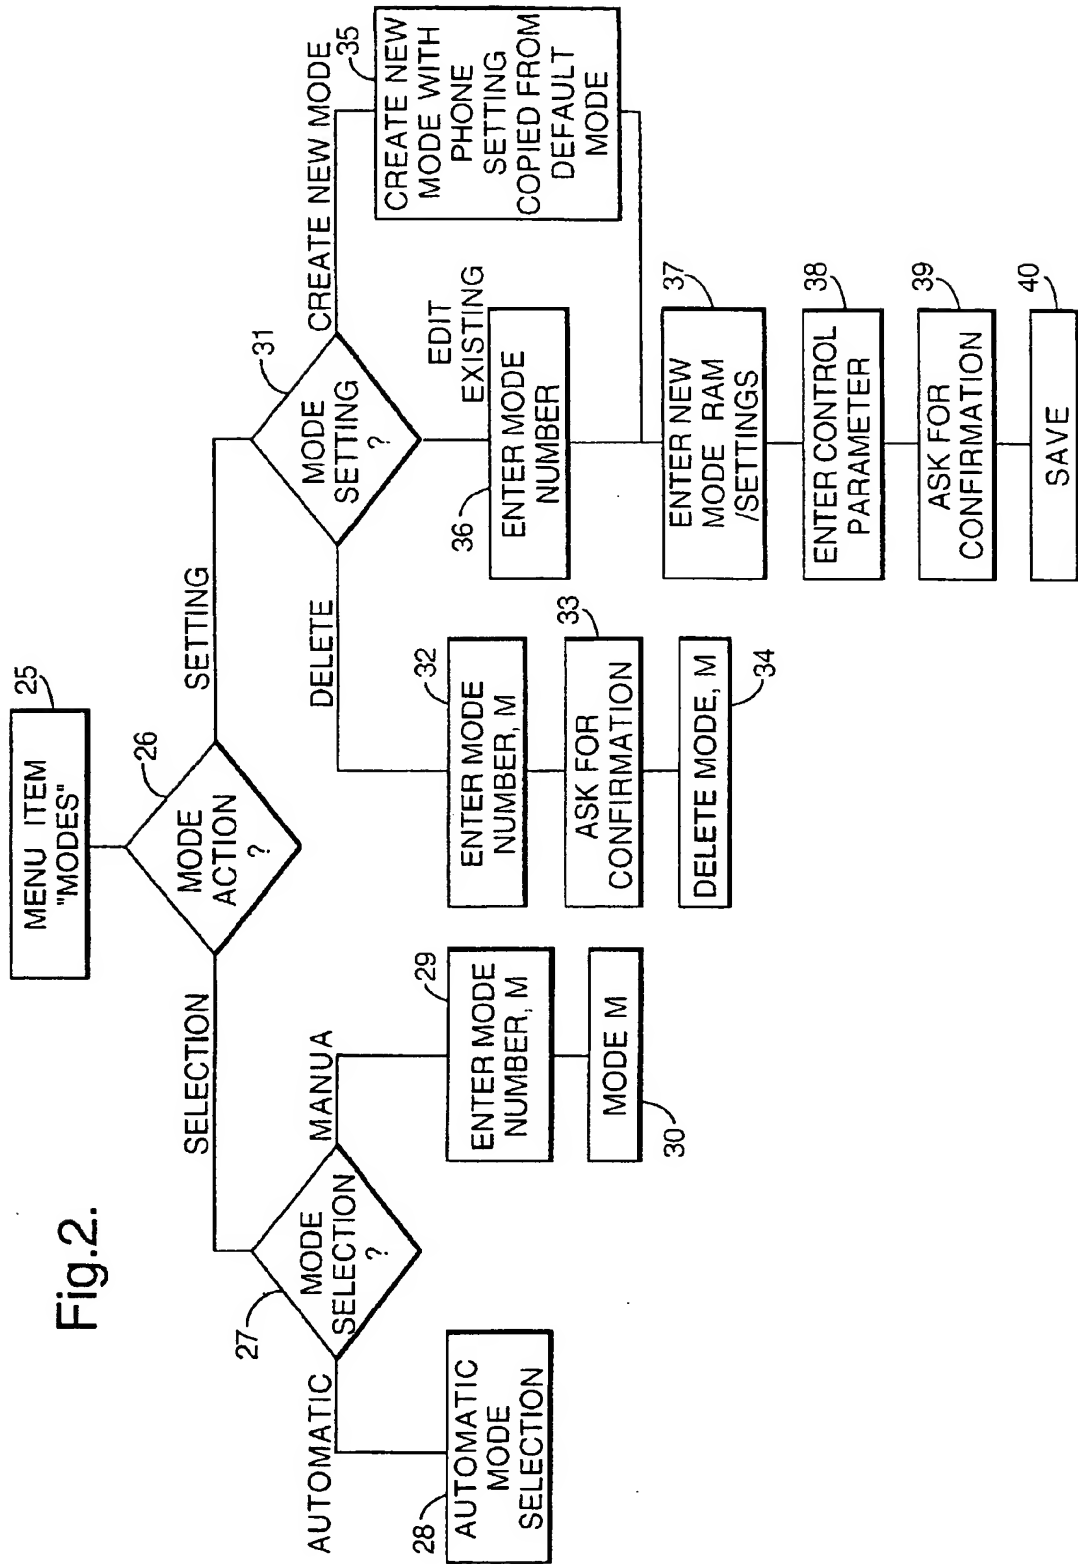 Fig.2.
MENU ITEM
"MODES"
25
MODE
ACTION
?
26
SELECTION
SETTING
MODE
SELECTION
?
27
AUTOMATIC
MANUA
AUTOMATIC
MODE
SELECTION
28
ENTER MODE
NUMBER, M
29
MODE M
30
MODE
SETTING
?
31
DELETE
EDIT
EXISTING
CREATE NEW MODE
ENTER MODE
NUMBER, M
32
ASK FOR
CONFIRMATION
33
DELETE MODE, M
34
CREATE NEW
MODE WITH
PHONE
SETTING
COPIED FROM
DEFAULT
MODE
35
ENTER MODE
NUMBER
36
ENTER NEW
MODE RAM
/SETTINGS
37
ENTER CONTROL
PARAMETER
38
ASK FOR
CONFIRMATION
39
SAVE
40